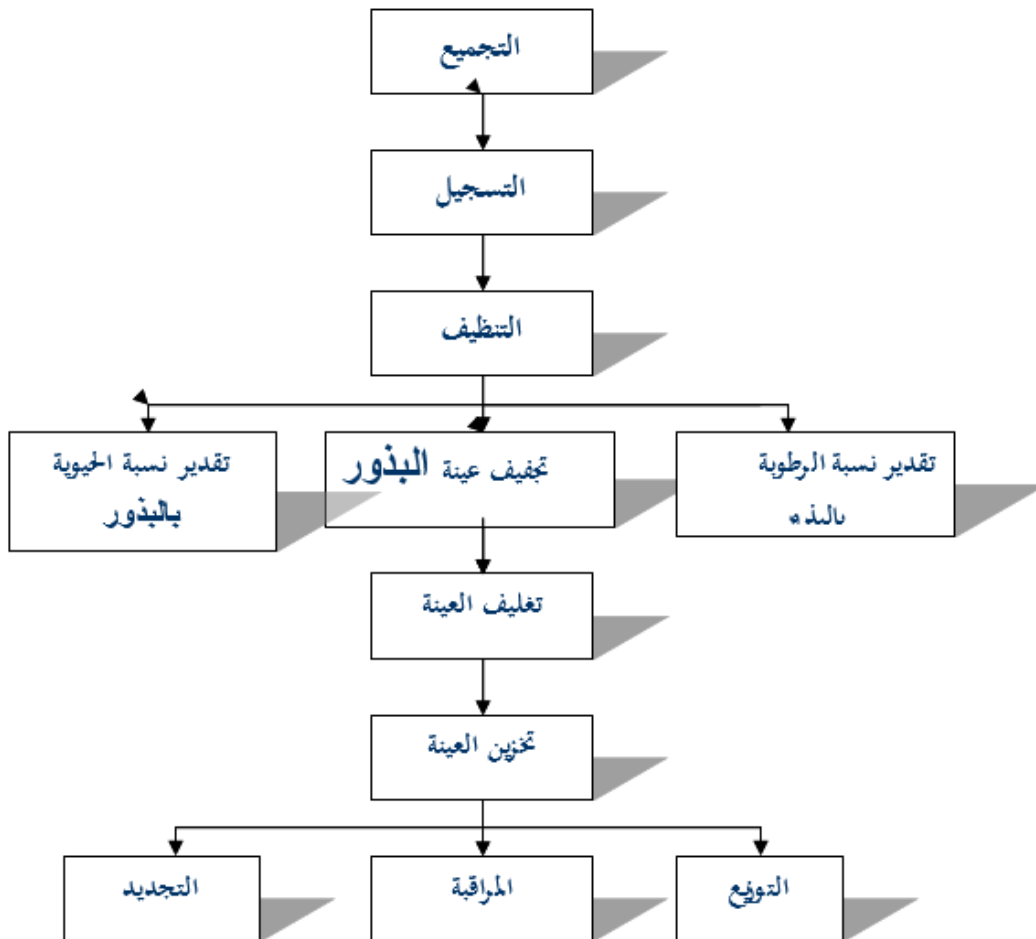 التجميع
التسجيل
التنظيف
تقدير نسبة الرطوبة
تجفيف عينة البذور
تقدير نسبة الحيوية
بالبذور
تغليف العينة
تخزين العينة
التوزيع
المراقبة
التجديد